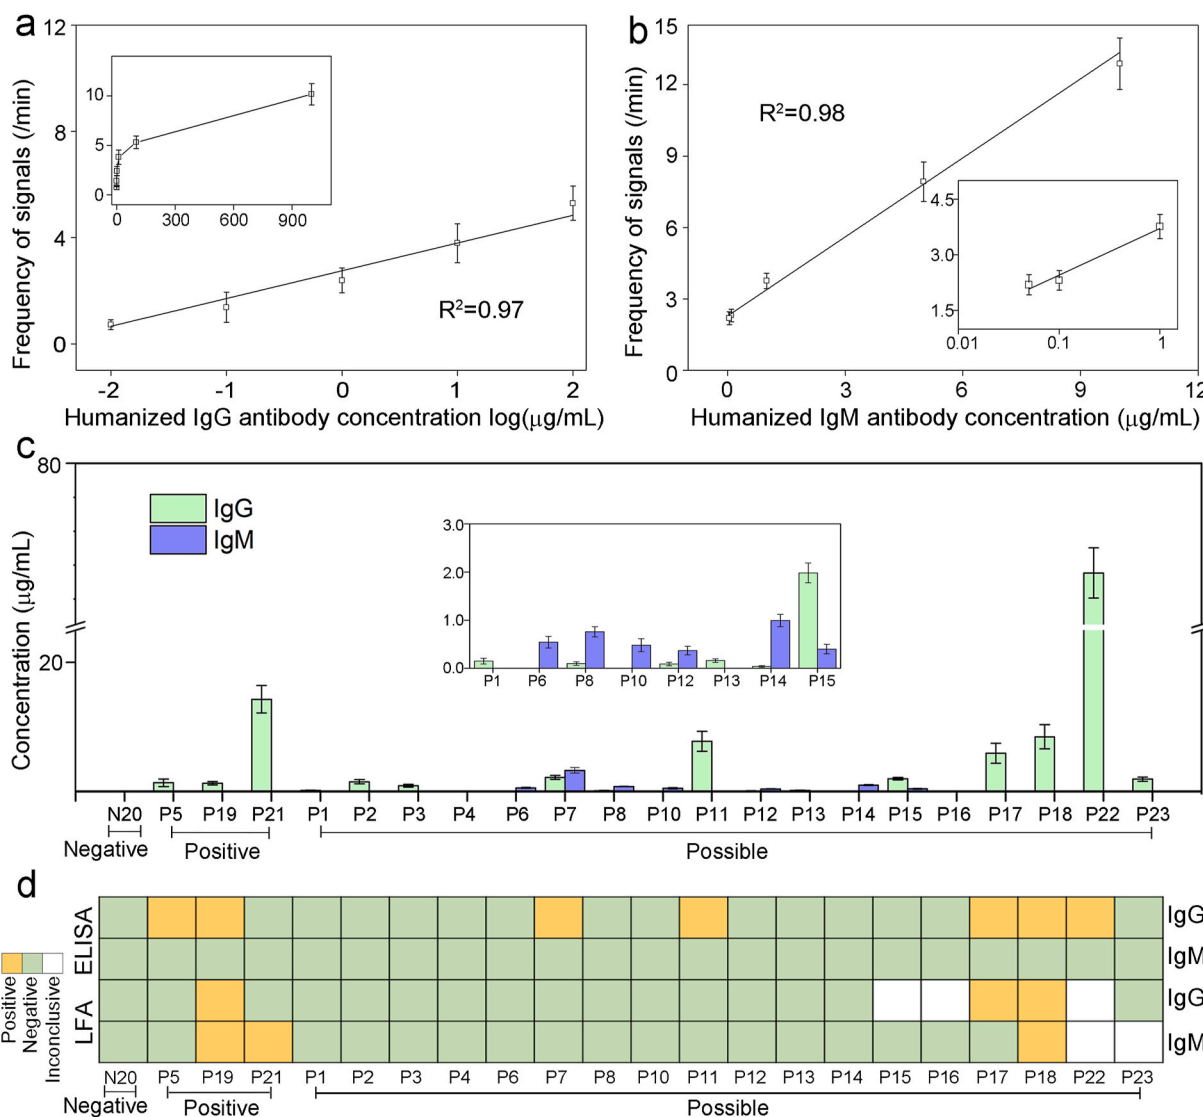 a
Frequency of signals (/min)
12
8
4
0
10
5
0
0 300 600 900
R²=0.97
-2 -1 0 1 2
Humanized IgG antibody concentration log(μg/mL)
b
Frequency of signals (/min)
15
12
9
6
3
0
R²=0.98
4.5
3.0
1.5
0.01 0.1 1
0 3 6 9 12
Humanized IgM antibody concentration (μg/mL)
c
Concentration (μg/mL)
80
20
IgG
IgM
3.0
2.0
1.0
0.0
P1 P6 P8 P10 P12 P13 P14 P15
N20 P5 P19 P21 P1 P2 P3 P4 P6 P7 P8 P10 P11 P12 P13 P14 P15 P16 P17 P18 P22 P23
Negative Positive Possible
d
Positive
Negative
Inconclusive
ELISA
LFA
IgG
IgM
IgG
IgM
N20 P5 P19 P21 P1 P2 P3 P4 P6 P7 P8 P10 P11 P12 P13 P14 P15 P16 P17 P18 P22 P23
Negative Positive Possible